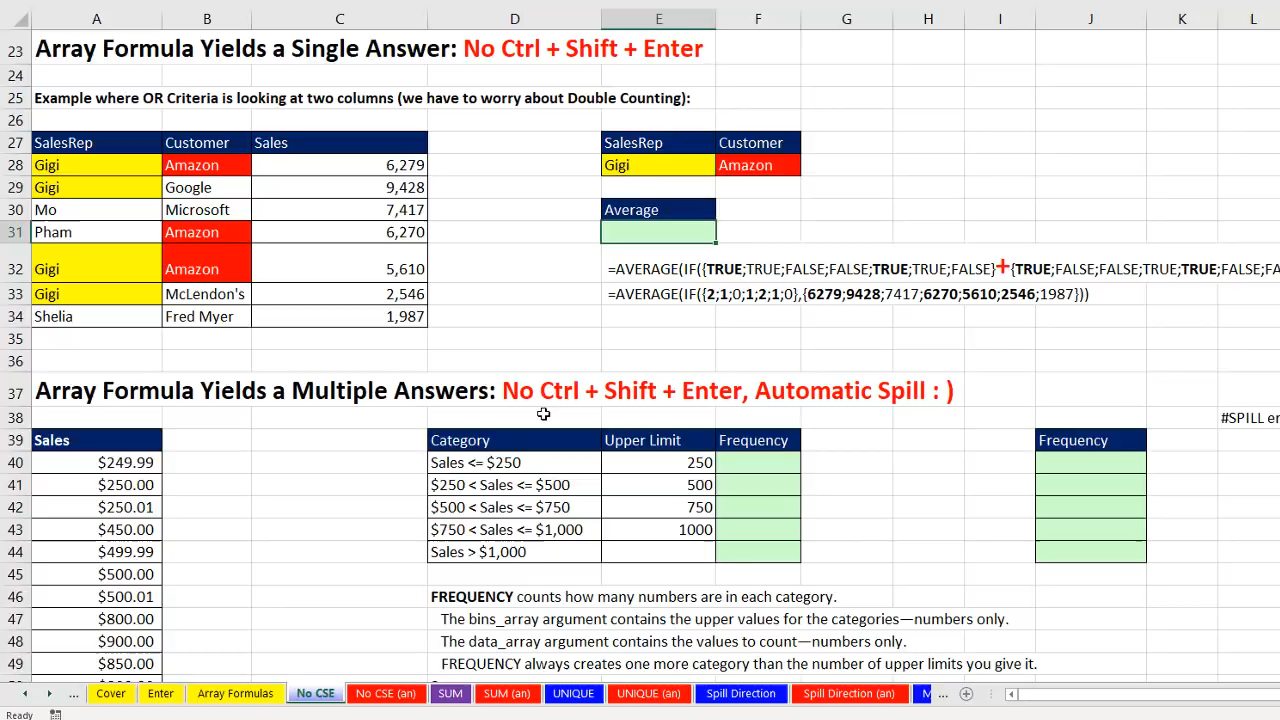 A B C D E F G H I J K L
23 Array Formula Yields a Single Answer: No Ctrl + Shift + Enter
24
25 Example where OR Criteria is looking at two columns (we have to worry about Double Counting):
26
27 SalesRep Customer Sales SalesRep Customer
28 Gigi Amazon 6,279 Gigi Amazon
29 Gigi Google 9,428
30 Mo Microsoft 7,417 Average
31 Pham Amazon 6,270
32 Gigi Amazon 5,610 =AVERAGE(IF({TRUE;TRUE;FALSE;FALSE;TRUE;TRUE;FALSE}+{TRUE;FALSE;FALSE;TRUE;TRUE;FALSE;FA
33 Gigi McLendon's 2,546 =AVERAGE(IF({2;1;0;1;2;1;0},{6279;9428;7417;6270;5610;2546;1987}))
34 Shelia Fred Myer 1,987
35
36
37 Array Formula Yields a Multiple Answers: No Ctrl + Shift + Enter, Automatic Spill : )
38 #SPILL er
39 Sales Category Upper Limit Frequency Frequency
40 $249.99 Sales <= $250 250
41 $250.00 $250 < Sales <= $500 500
42 $250.01 $500 < Sales <= $750 750
43 $450.00 $750 < Sales <= $1,000 1000
44 $499.99 Sales > $1,000
45 $500.00
46 $500.01 FREQUENCY counts how many numbers are in each category.
47 $800.00 The bins_array argument contains the upper values for the categories—numbers only.
48 $900.00 The data_array argument contains the values to count—numbers only.
49 $850.00 FREQUENCY always creates one more category than the number of upper limits you give it.
... Cover Enter Array Formulas No CSE No CSE (an) SUM SUM (an) UNIQUE UNIQUE (an) Spill Direction Spill Direction (an) M ...
Ready